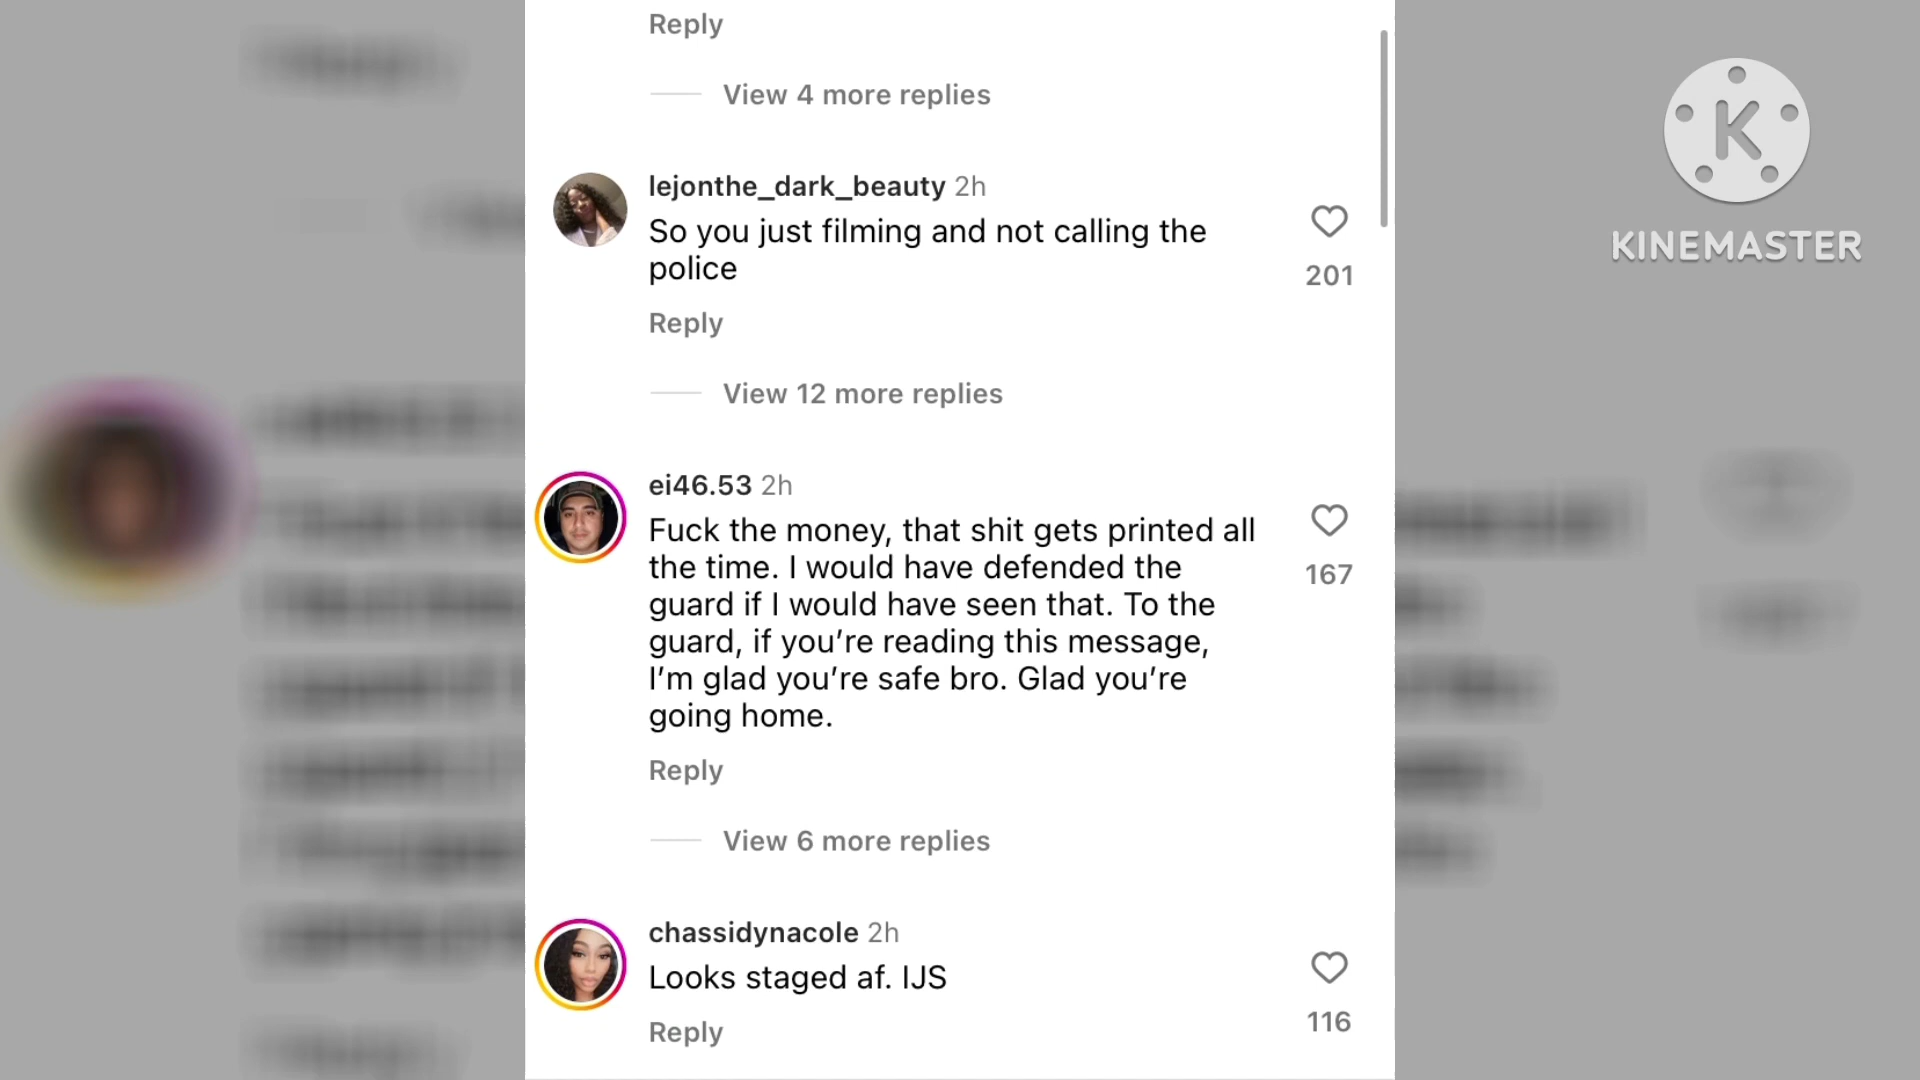 Reply
View 4 more replies
lejonthe_dark_beauty 2h
So you just filming and not calling the
police
201
Reply
View 12 more replies
ei46.53 2h
Fuck the money, that shit gets printed all
the time. I would have defended the
guard if I would have seen that. To the
guard, if you’re reading this message,
I’m glad you’re safe bro. Glad you’re
going home.
167
Reply
View 6 more replies
chassidynacole 2h
Looks staged af. IJS
116
Reply
K
KINEMASTER